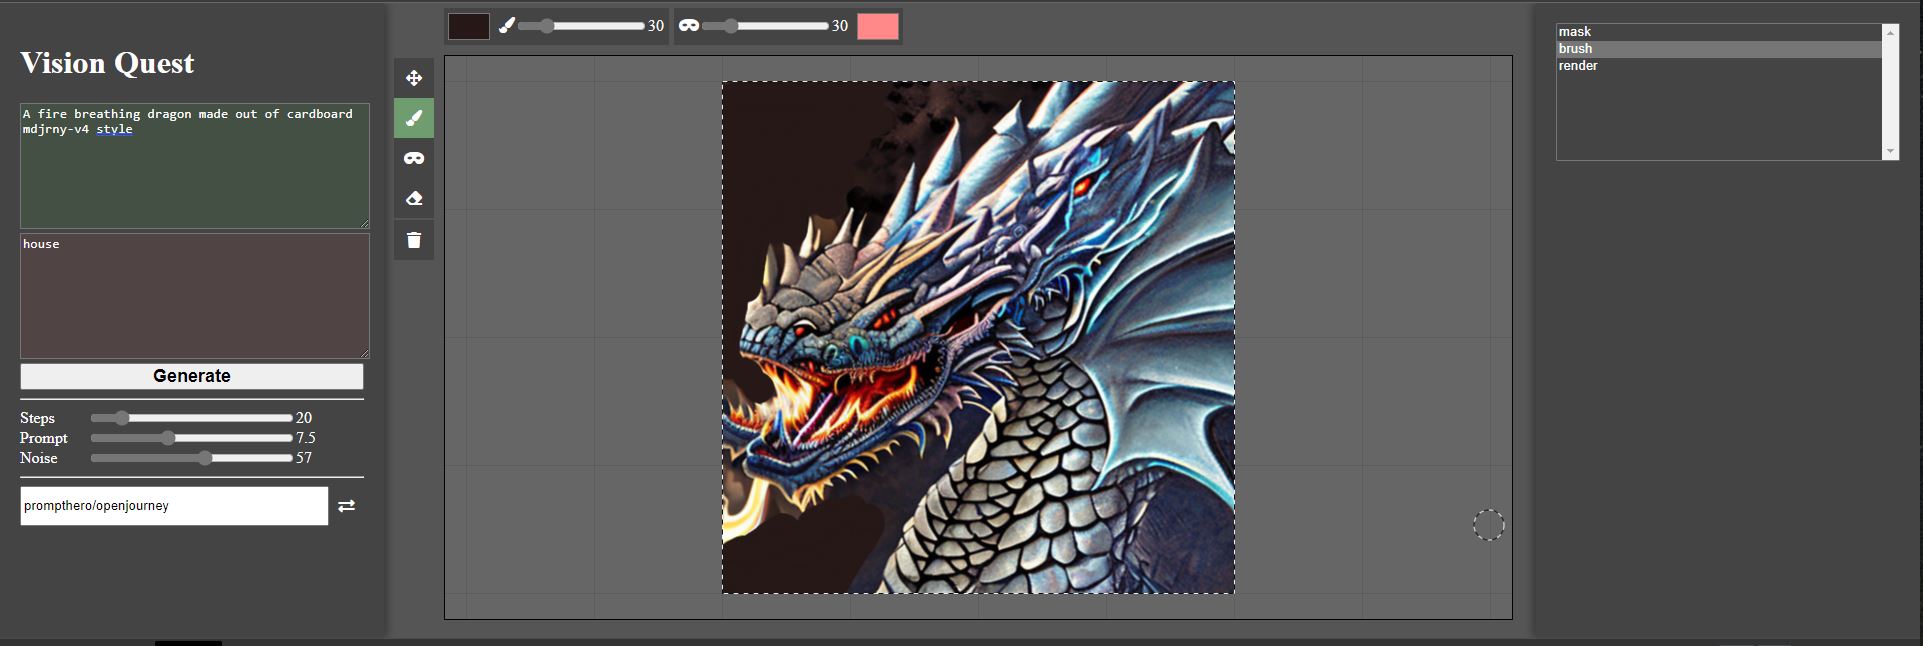 Vision Quest
A fire breathing dragon made out of cardboard
mdjrny-v4 style
house
Generate
Steps 20
Prompt 7.5
Noise 57
prompthero/openjourney
30 30
mask
brush
render